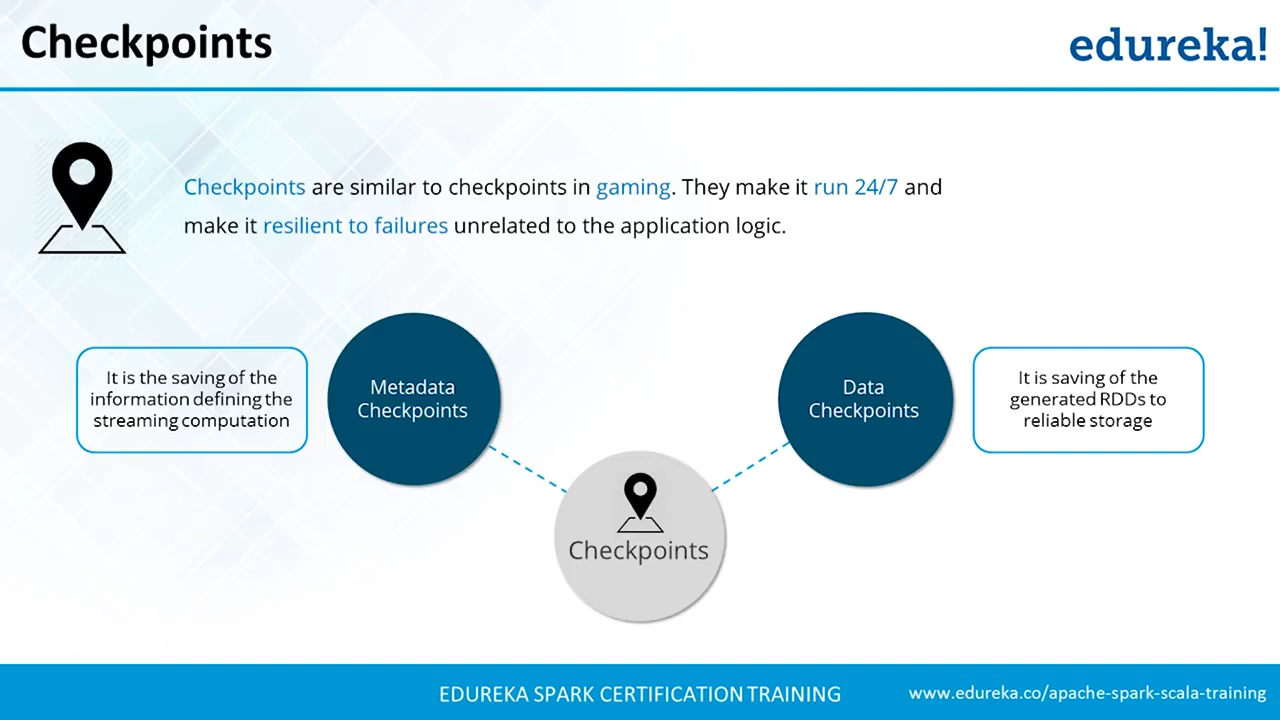 Checkpoints
edureka!
Checkpoints are similar to checkpoints in gaming. They make it run 24/7 and
make it resilient to failures unrelated to the application logic.
It is the saving of the
information defining the
streaming computation
Metadata
Checkpoints
Data
Checkpoints
It is saving of the
generated RDDs to
reliable storage
Checkpoints
EDUREKA SPARK CERTIFICATION TRAINING
www.edureka.co/apache-spark-scala-training